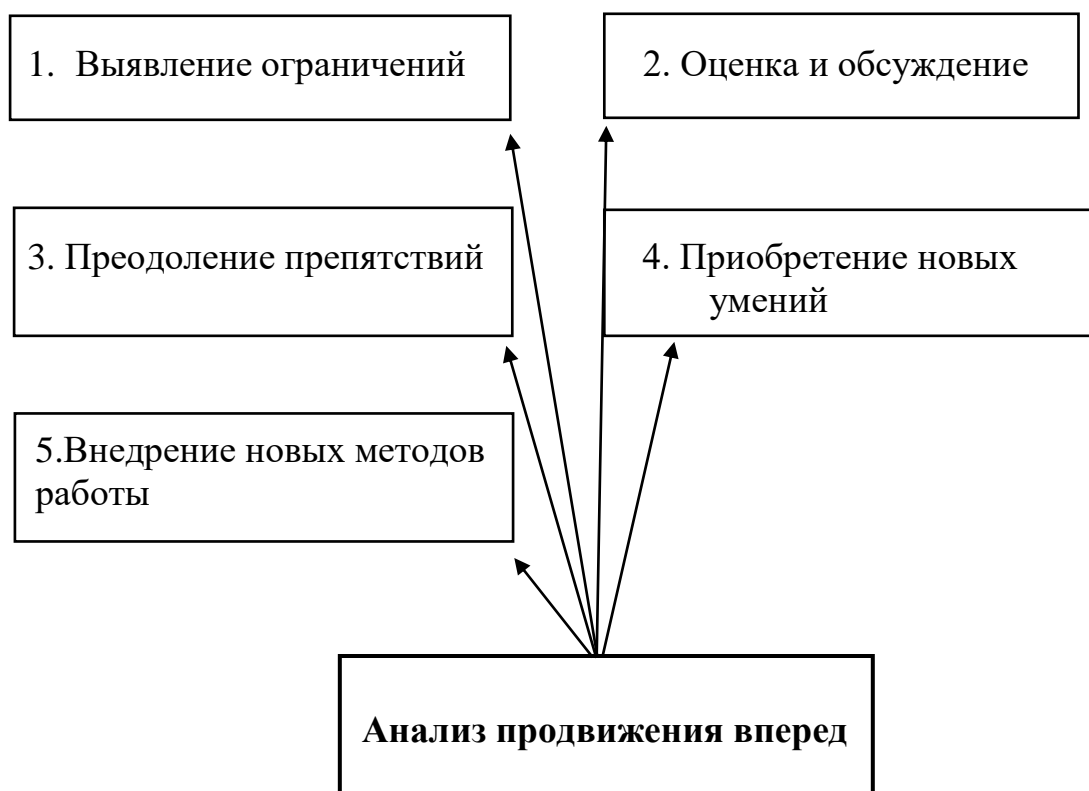 1. Выявление ограничений
2. Оценка и обсуждение
3. Преодоление препятствий
4. Приобретение новых
умений
5.Внедрение новых методов
работы
Анализ продвижения вперед